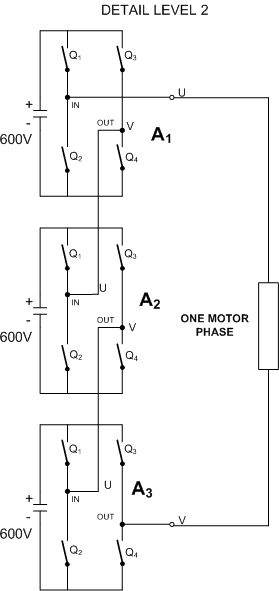 DETAIL LEVEL 2
Q1 Q3
+
600V
-
IN
U
OUT V
A1
Q2 Q4
Q1 Q3
+
600V
-
U
IN
A2
OUT V
Q2 Q4
ONE MOTOR
PHASE
Q1 Q3
+
600V
-
U
IN
A3
OUT
V
Q2 Q4